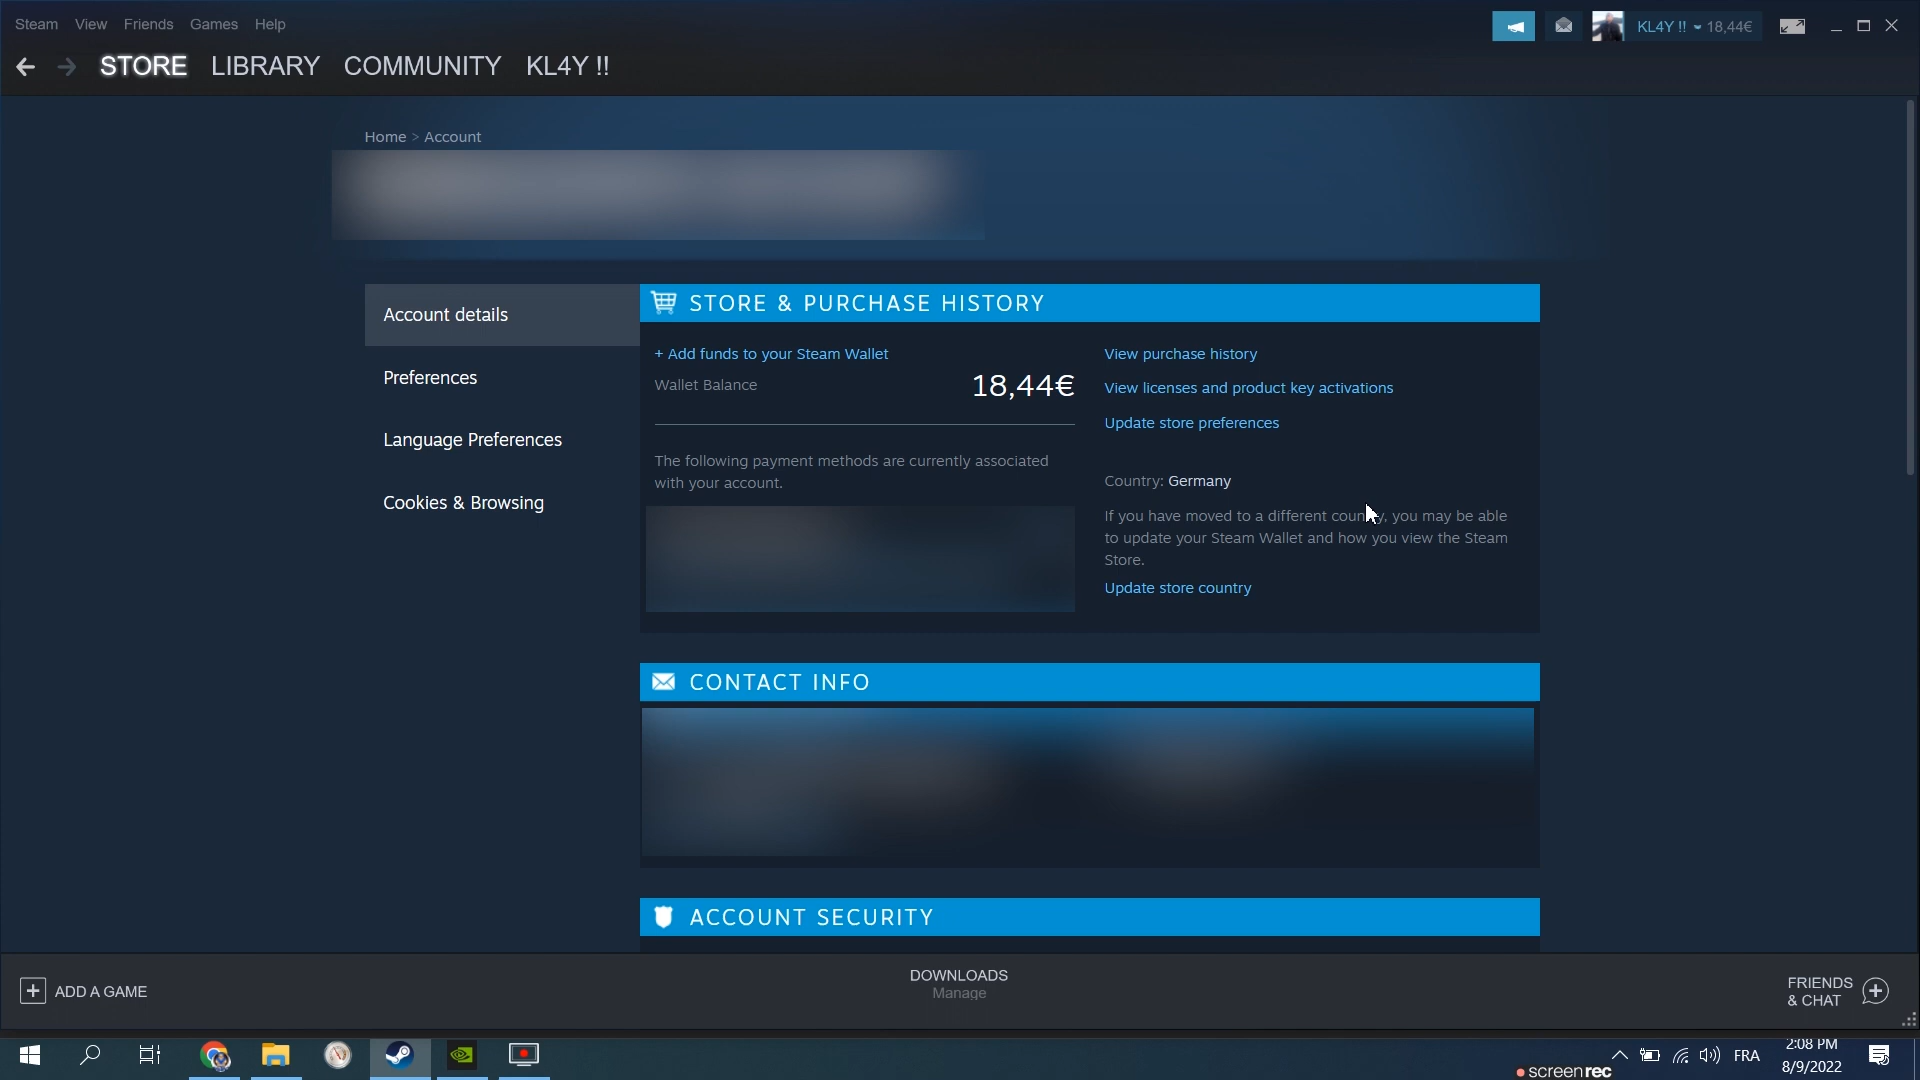 Steam View Friends Games Help
KL4Y !! 18,44€
STORE LIBRARY COMMUNITY KL4Y !!
Home > Account
Account details
Preferences
Language Preferences
Cookies & Browsing
STORE & PURCHASE HISTORY
+ Add funds to your Steam Wallet
Wallet Balance 18,44€
The following payment methods are currently associated
with your account.
View purchase history
View licenses and product key activations
Update store preferences
Country: Germany
If you have moved to a different country, you may be able
to update your Steam Wallet and how you view the Steam
Store.
Update store country
CONTACT INFO
ACCOUNT SECURITY
+ ADD A GAME
DOWNLOADS
Manage
FRIENDS
& CHAT
FRA
2:08 PM
8/9/2022
screenrec